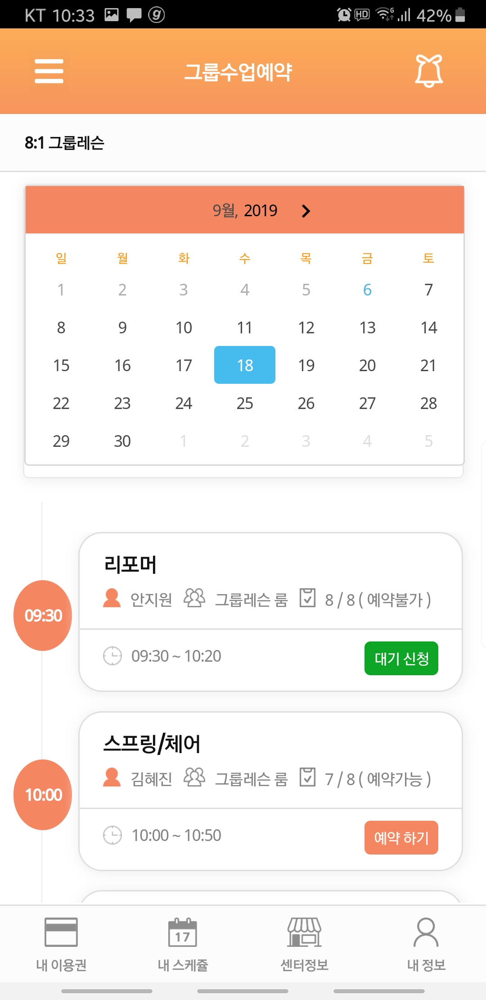 KT 10:33 HD 42%
그룹수업예약
8:1 그룹레슨
9월, 2019
일 월 화 수 목 금 토
1 2 3 4 5 6 7
8 9 10 11 12 13 14
15 16 17 18 19 20 21
22 23 24 25 26 27 28
29 30 1 2 3 4 5
리포머
안지원 그룹레슨 룸 8 / 8 ( 예약불가 )
09:30
09:30 ~ 10:20 대기 신청
스프링/체어
김혜진 그룹레슨 룸 7 / 8 ( 예약가능 )
10:00
10:00 ~ 10:50 예약 하기
17
내 이용권 내 스케쥴 센터정보 내 정보